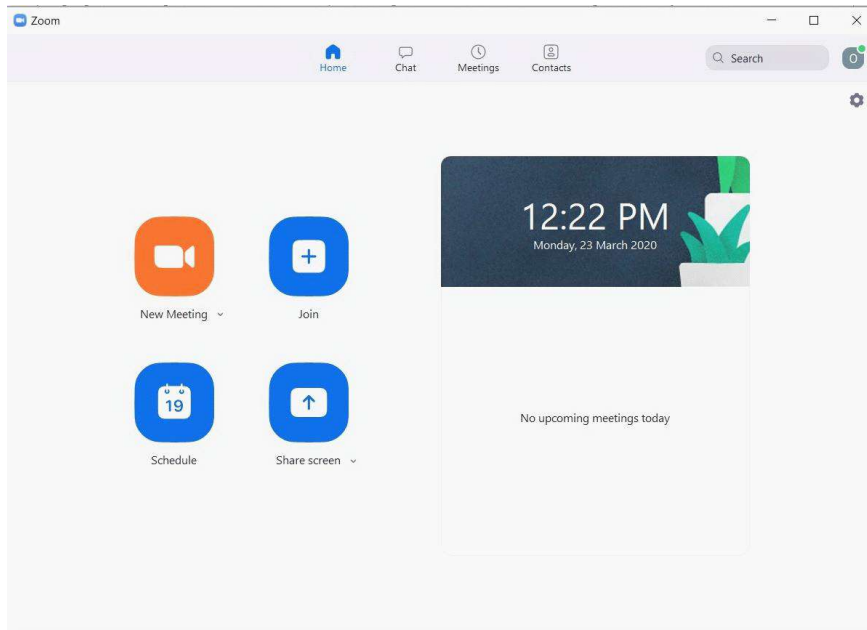 Zoom
Home
Chat
Meetings
Contacts
Search
O
12:22 PM
Monday, 23 March 2020
New Meeting
Join
19
Schedule
Share screen
No upcoming meetings today